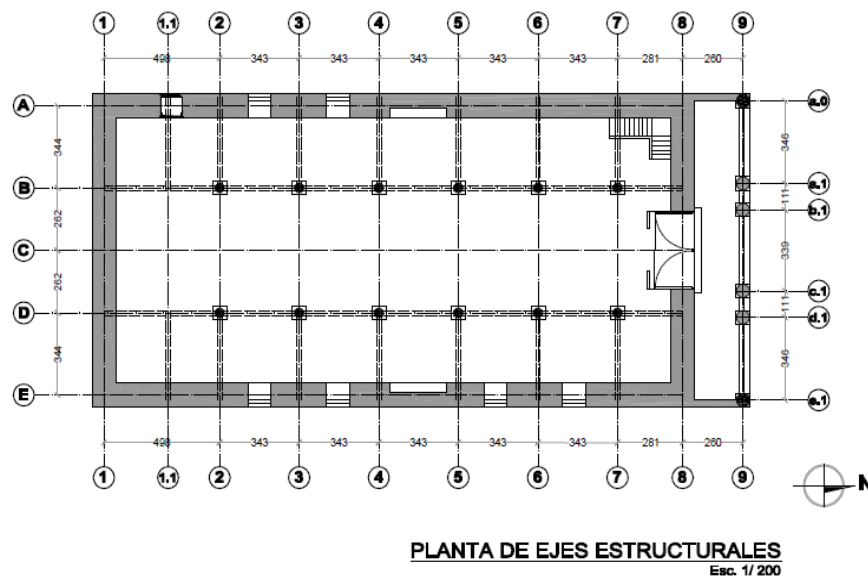 1 1.1 2 3 4 5 6 7 8 9
498 343 343 343 343 343 281 260
A a.0
344 346
B a.1
111
262 b.1
C 339
262 c.1
111
D d.1
344 346
E e.1
498 343 343 343 343 343 281 260
1 1.1 2 3 4 5 6 7 8 9
N
PLANTA DE EJES ESTRUCTURALES
Esc. 1/ 200